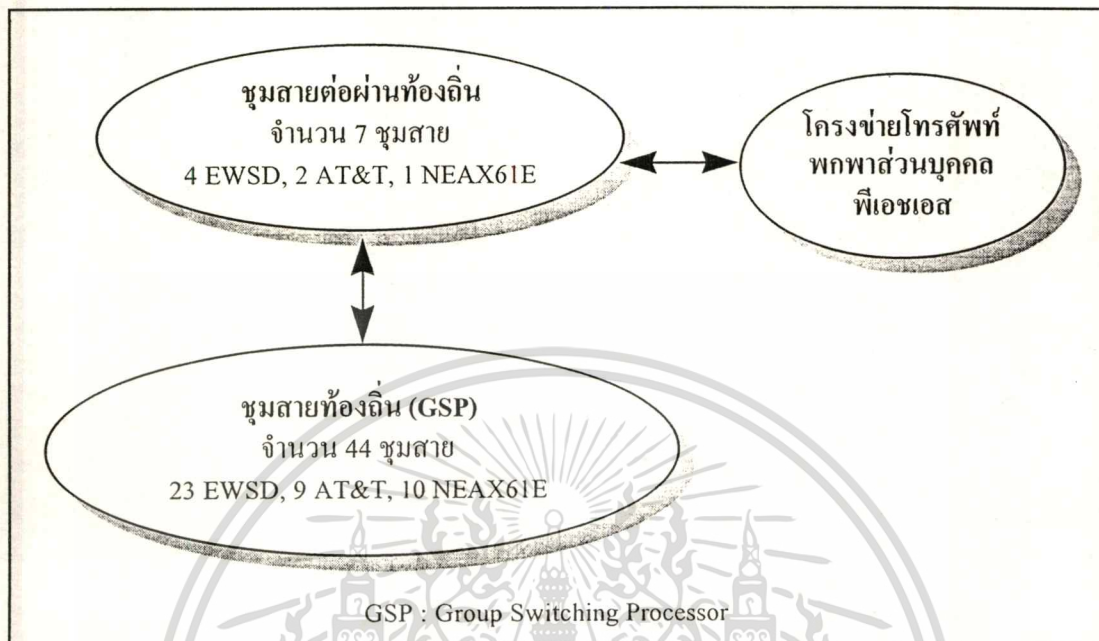 ชุมสายต่อผ่านท้องถิ่น
จำนวน 7 ชุมสาย
4 EWSD, 2 AT&T, 1 NEAX61E
โครงข่ายโทรศัพท์
พกพาส่วนบุคคล
พีเอชเอส
ชุมสายท้องถิ่น (GSP)
จำนวน 44 ชุมสาย
23 EWSD, 9 AT&T, 10 NEAX61E
GSP : Group Switching Processor